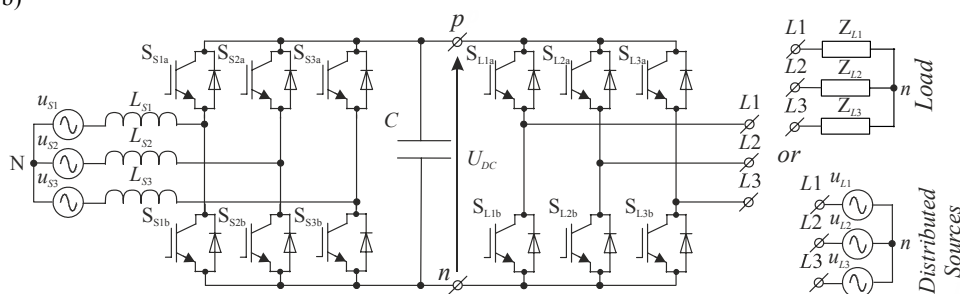 b)
p
S_S1a
S_S2a
S_S3a
S_L1a
S_L2a
S_L3a
u_S1
L_S1
u_S2
L_S2
u_S3
L_S3
N
C
U_DC
L1
L2
L3
S_S1b
S_S2b
S_S3b
S_L1b
S_L2b
S_L3b
n
L1
Z_L1
L2
Z_L2
L3
Z_L3
n
Load
or
L1
u_L1
L2
u_L2
L3
u_L3
n
Distributed
Sources